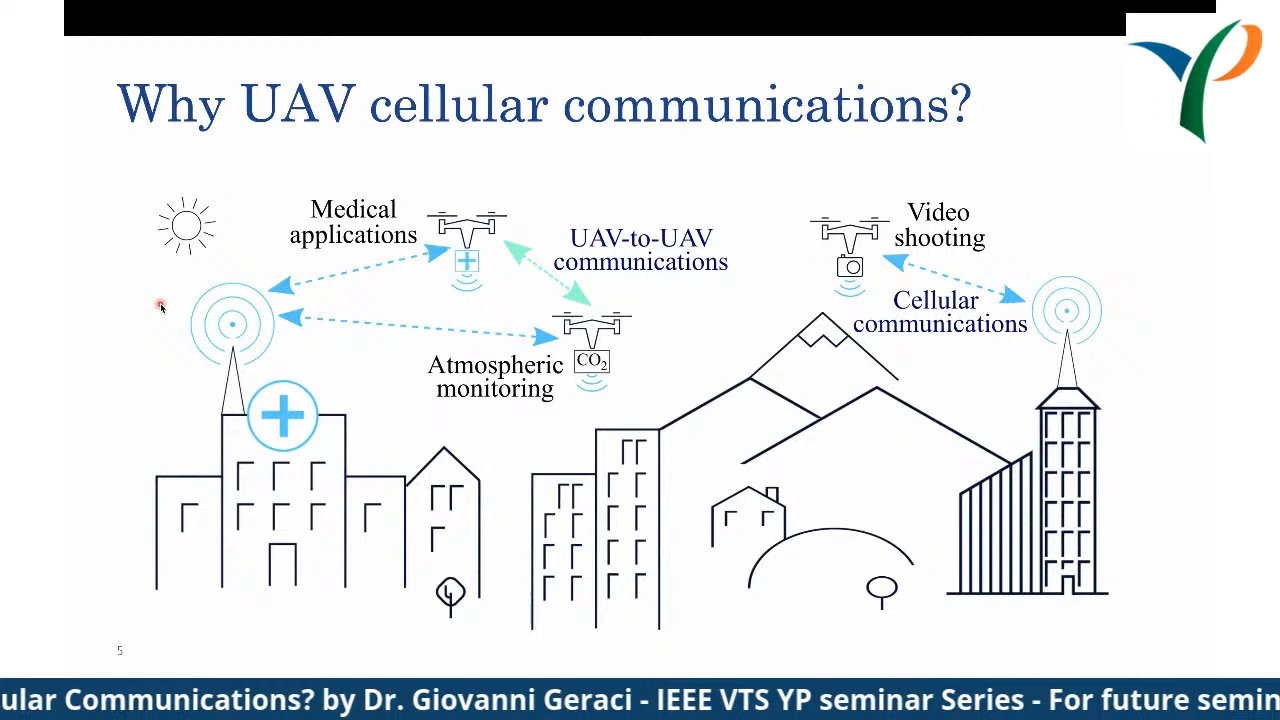 Why UAV cellular communications?
Medical
applications
UAV-to-UAV
communications
Video
shooting
Cellular
communications
Atmospheric
monitoring
CO2
5
ular Communications? by Dr. Giovanni Geraci - IEEE VTS YP seminar Series - For future semin